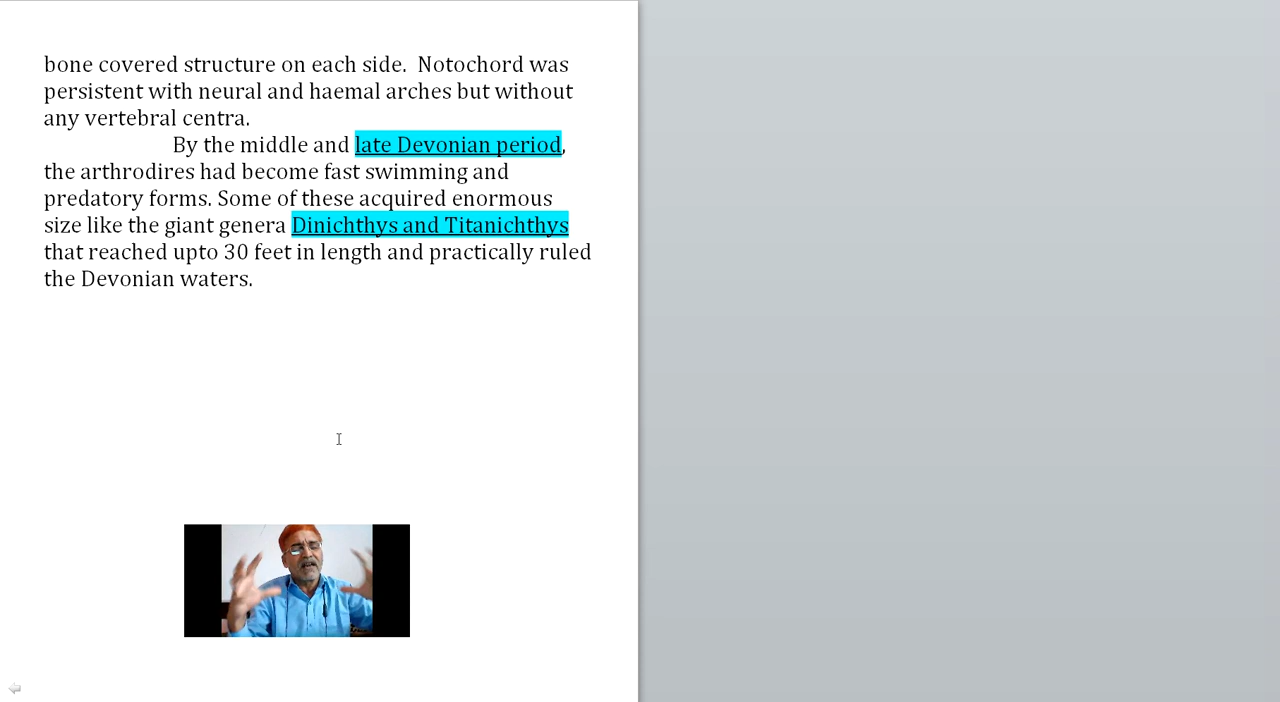 bone covered structure on each side.  Notochord was
persistent with neural and haemal arches but without
any vertebral centra.
By the middle and late Devonian period,
the arthrodires had become fast swimming and
predatory forms. Some of these acquired enormous
size like the giant genera Dinichthys and Titanichthys
that reached upto 30 feet in length and practically ruled
the Devonian waters.